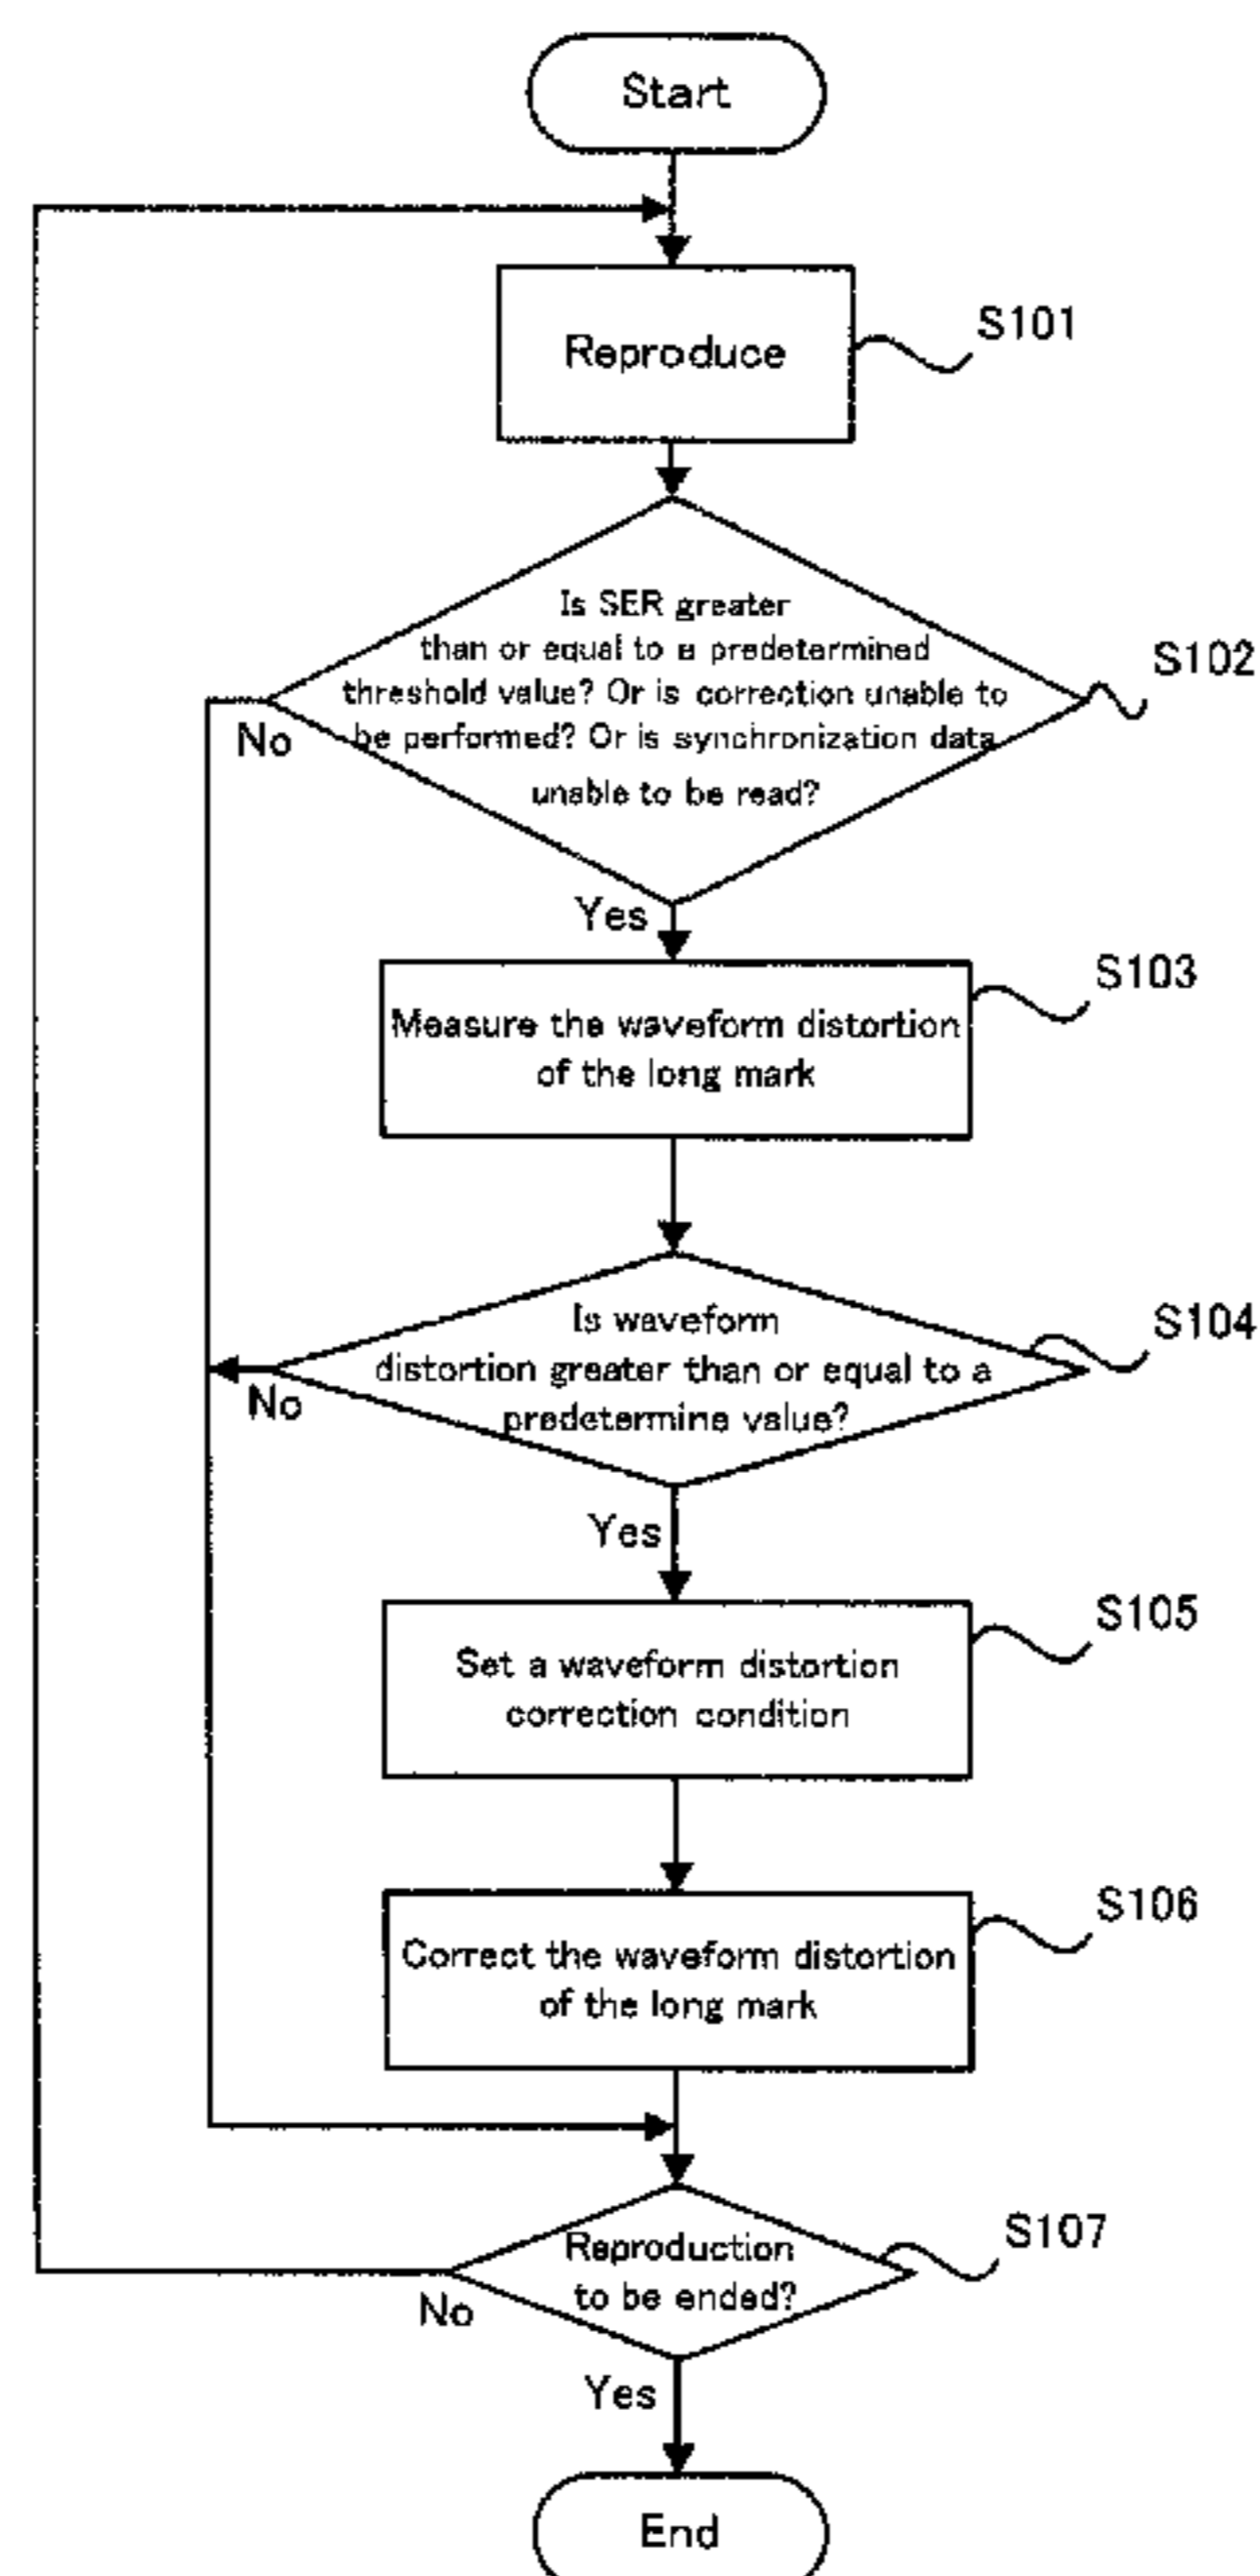 Start
Reproduce
S101
Is SER greater
than or equal to a predetermined
threshold value? Or is correction unable to
be performed? Or is synchronization data
unable to be read?
S102
No
Yes
Measure the waveform distortion
of the long mark
S103
Is waveform
distortion greater than or equal to a
predetermine value?
S104
No
Yes
Set a waveform distortion
correction condition
S105
Correct the waveform distortion
of the long mark
S106
Reproduction
to be ended?
S107
No
Yes
End